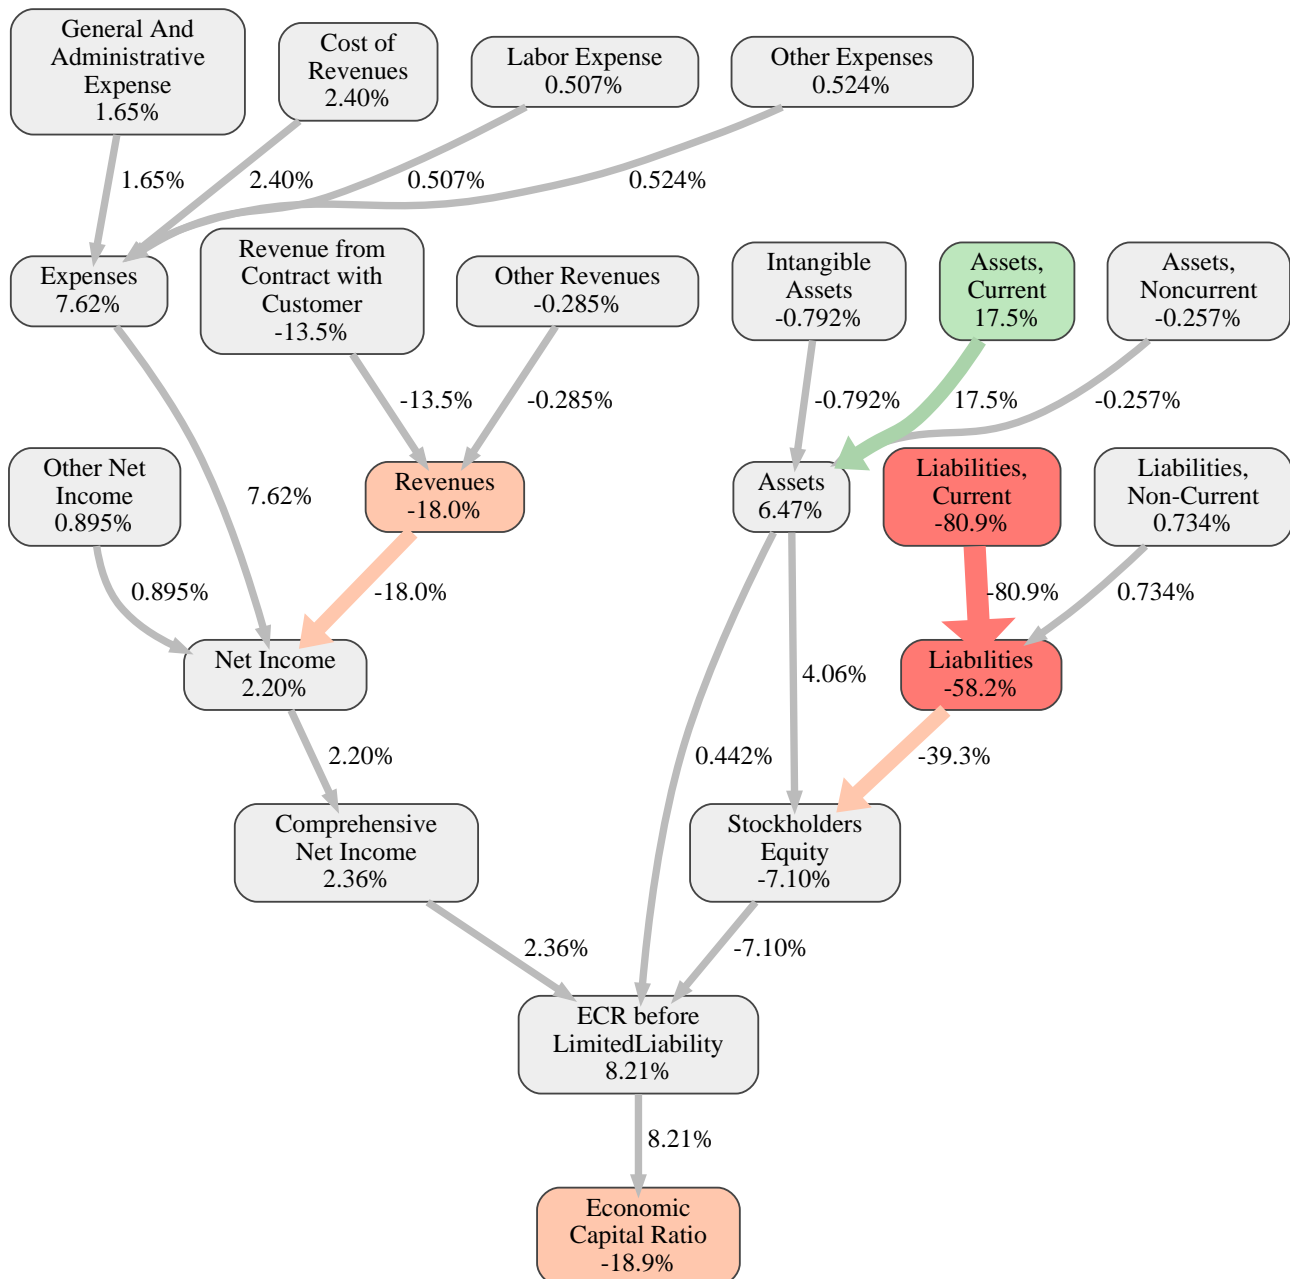 General And
Administrative
Expense
1.65%
Cost of
Revenues
2.40%
Labor Expense
0.507%
Other Expenses
0.524%
1.65%
2.40%
0.507%
0.524%
Expenses
7.62%
Revenue from
Contract with
Customer
-13.5%
Other Revenues
-0.285%
Intangible
Assets
-0.792%
Assets,
Current
17.5%
Assets,
Noncurrent
-0.257%
-13.5%
-0.285%
-0.792%
17.5%
-0.257%
Other Net
Income
0.895%
7.62%
Revenues
-18.0%
Assets
6.47%
Liabilities,
Current
-80.9%
Liabilities,
Non-Current
0.734%
0.895%
-18.0%
-80.9%
0.734%
Net Income
2.20%
4.06%
Liabilities
-58.2%
2.20%
0.442%
-39.3%
Comprehensive
Net Income
2.36%
Stockholders
Equity
-7.10%
2.36%
-7.10%
ECR before
LimitedLiability
8.21%
8.21%
Economic
Capital Ratio
-18.9%